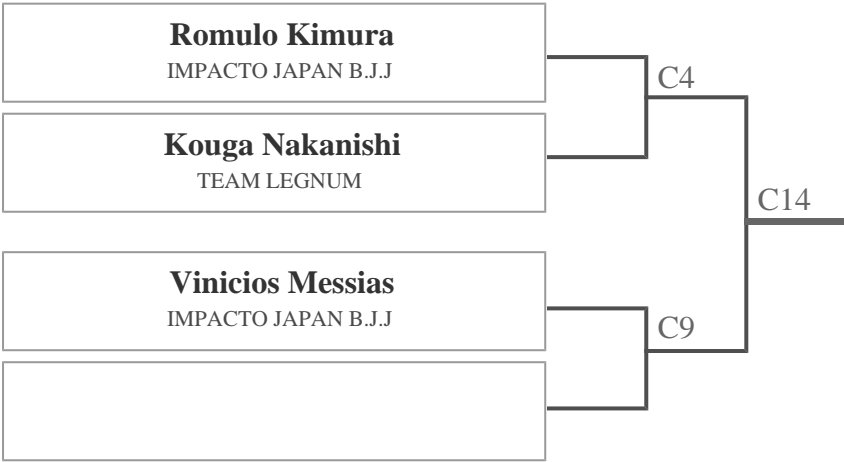 Romulo Kimura
IMPACTO JAPAN B.J.J
C4
Kouga Nakanishi
TEAM LEGNUM
C14
Vinicios Messias
IMPACTO JAPAN B.J.J
C9